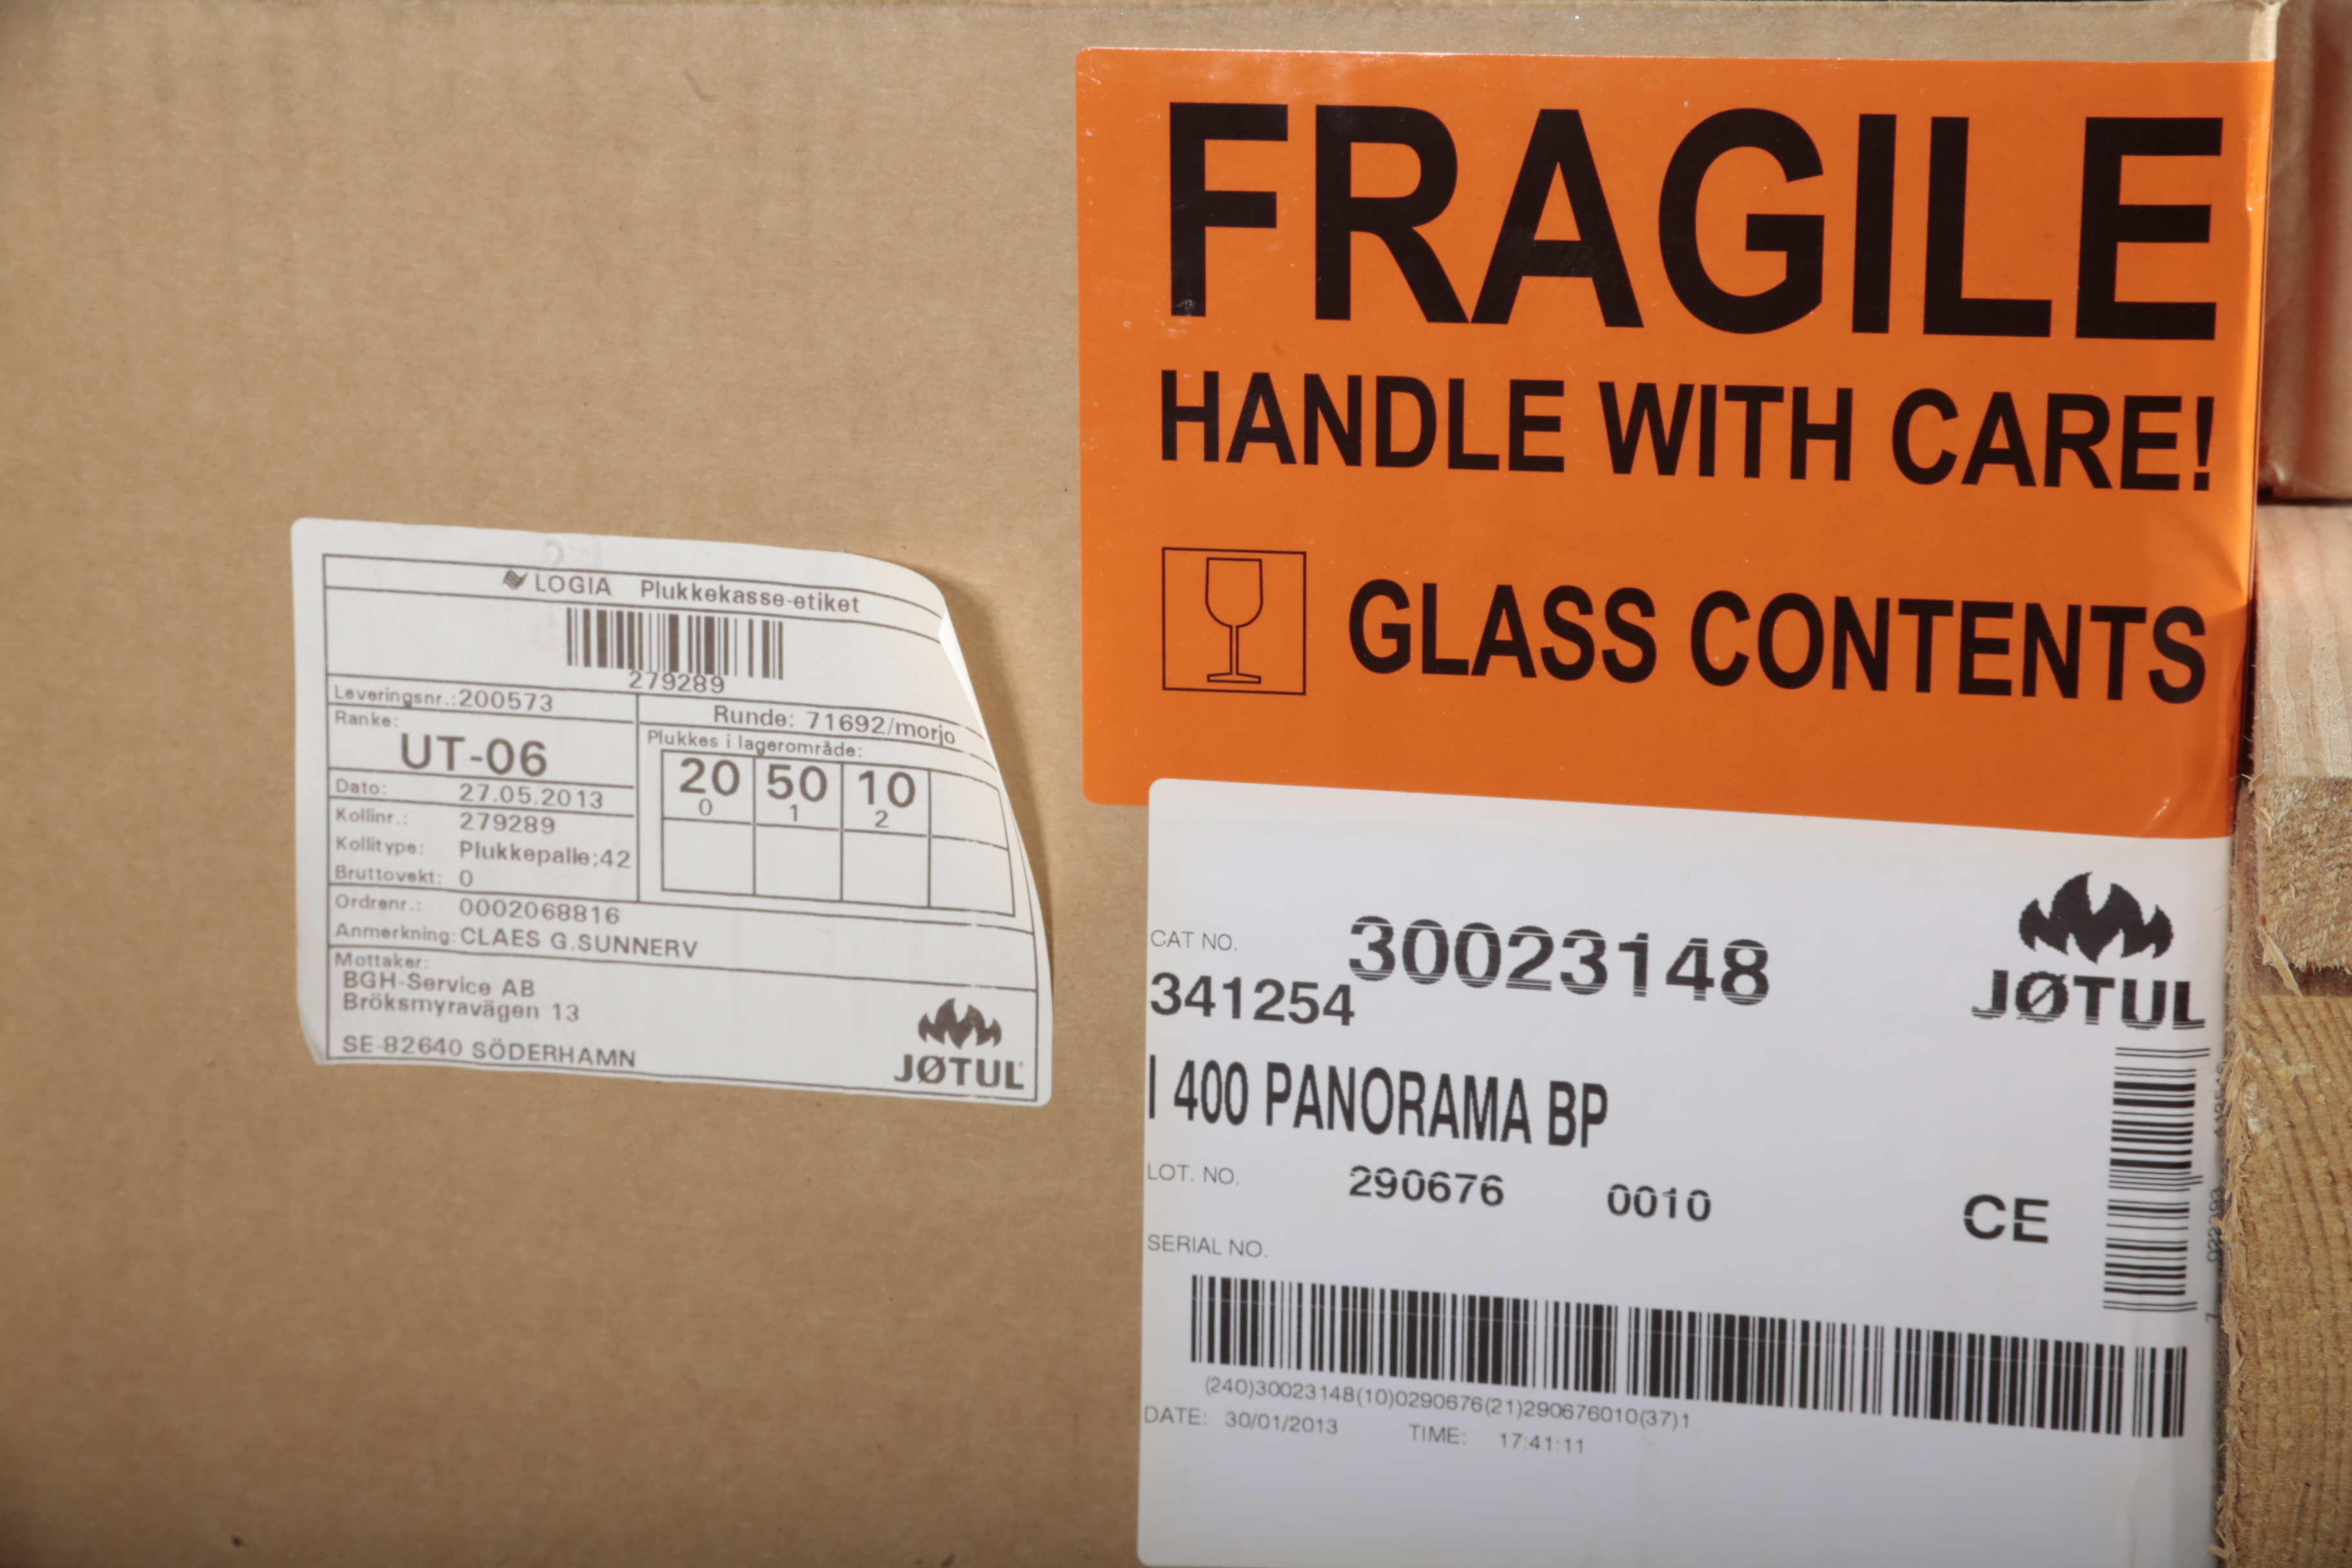 LOGIA Plukkekasse-etiket
279289
Leveringsnr.:200573
Runde: 71692/morjo
Ranke:
UT-06
Plukkes i lagerområde:
20 50 10
0 1 2
Dato: 27.05.2013
Kollinr.: 279289
Kollitype: Plukkepalle;42
Bruttovekt: 0
Ordrenr.: 0002068816
Anmerkning: CLAES G.SUNNERV
Mottaker:
BGH-Service AB
Bröksmyravägen 13
SE-82640 SÖDERHAMN
JØTUL
FRAGILE
HANDLE WITH CARE!
GLASS CONTENTS
JØTUL
CAT NO. 30023148
341254
I 400 PANORAMA BP
LOT. NO. 290676 0010
CE
SERIAL NO.
(240)30023148(10)0290676(21)290676010(37)1
DATE: 30/01/2013 TIME: 17:41:11